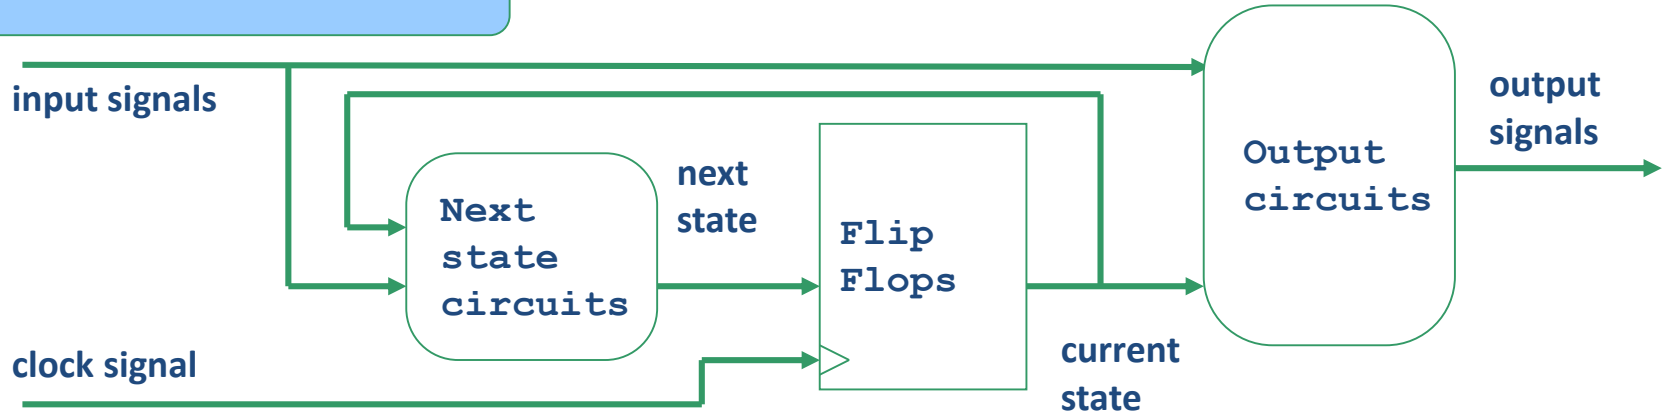 input signals
output
signals
Output
circuits
next
state
Next
state
circuits
Flip
Flops
clock signal
current
state